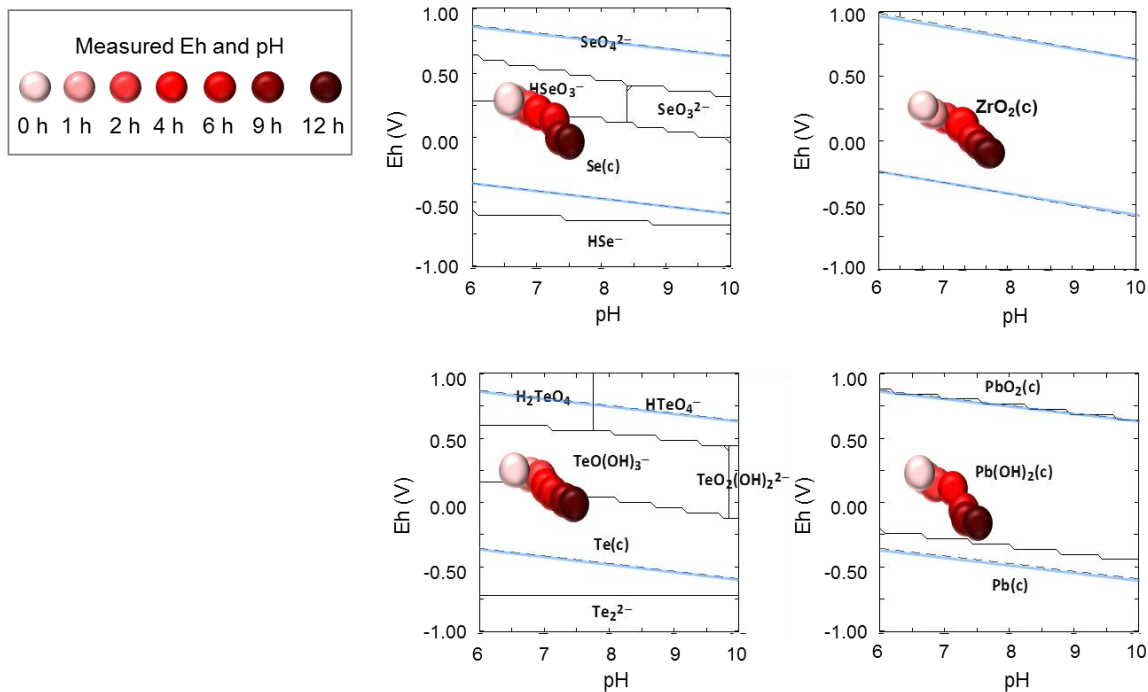 Measured Eh and pH
0 h 1 h 2 h 4 h 6 h 9 h 12 h
Eh (V)
1.00
0.50
0.00
-0.50
-1.00
SeO₄²⁻
HSeO₃⁻
SeO₃²⁻
Se(c)
HSe⁻
6 7 8 9 10
pH
Eh (V)
1.00
0.50
0.00
-0.50
-1.00
ZrO₂(c)
6 7 8 9 10
pH
Eh (V)
1.00
0.50
0.00
-0.50
-1.00
H₂TeO₄
HTeO₄⁻
TeO(OH)₃⁻
TeO₂(OH)₂²⁻
Te(c)
Te₂²⁻
6 7 8 9 10
pH
Eh (V)
1.00
0.50
0.00
-0.50
-1.00
PbO₂(c)
Pb(OH)₂(c)
Pb(c)
6 7 8 9 10
pH